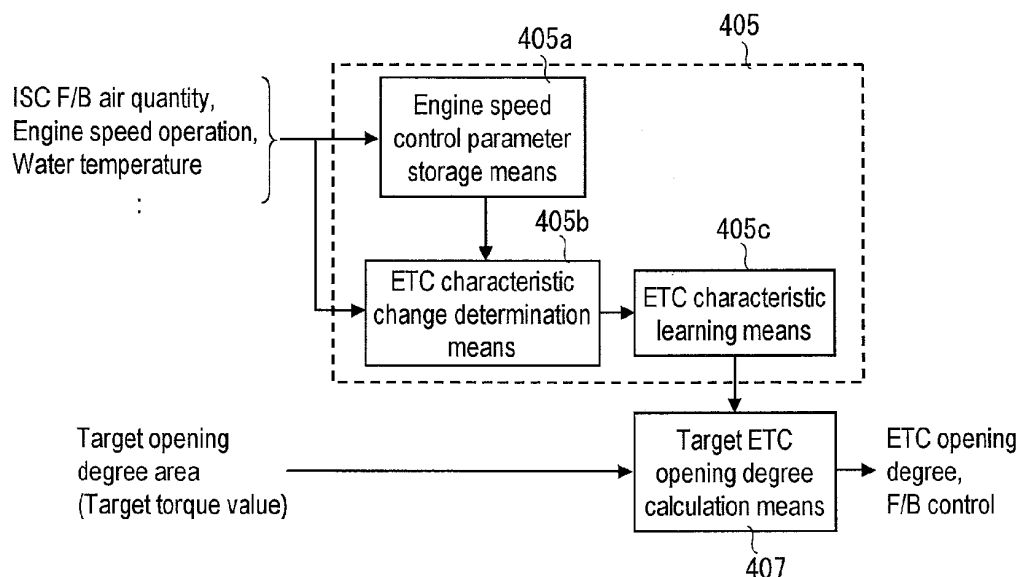 405a
405
ISC F/B air quantity,
Engine speed operation,
Water temperature
:
Engine speed
control parameter
storage means
405b
405c
ETC characteristic
change determination
means
ETC characteristic
learning means
Target opening
degree area
(Target torque value)
Target ETC
opening degree
calculation means
ETC opening
degree,
F/B control
407